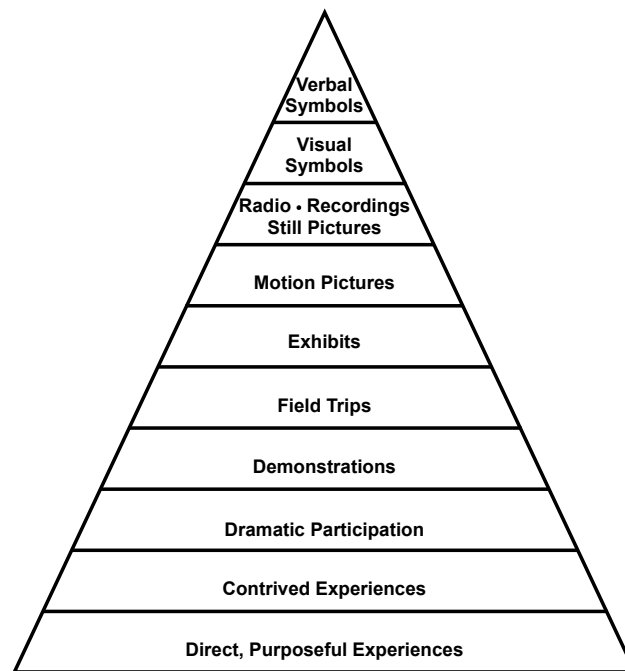 Verbal
Symbols
Visual
Symbols
Radio • Recordings
Still Pictures
Motion Pictures
Exhibits
Field Trips
Demonstrations
Dramatic Participation
Contrived Experiences
Direct, Purposeful Experiences